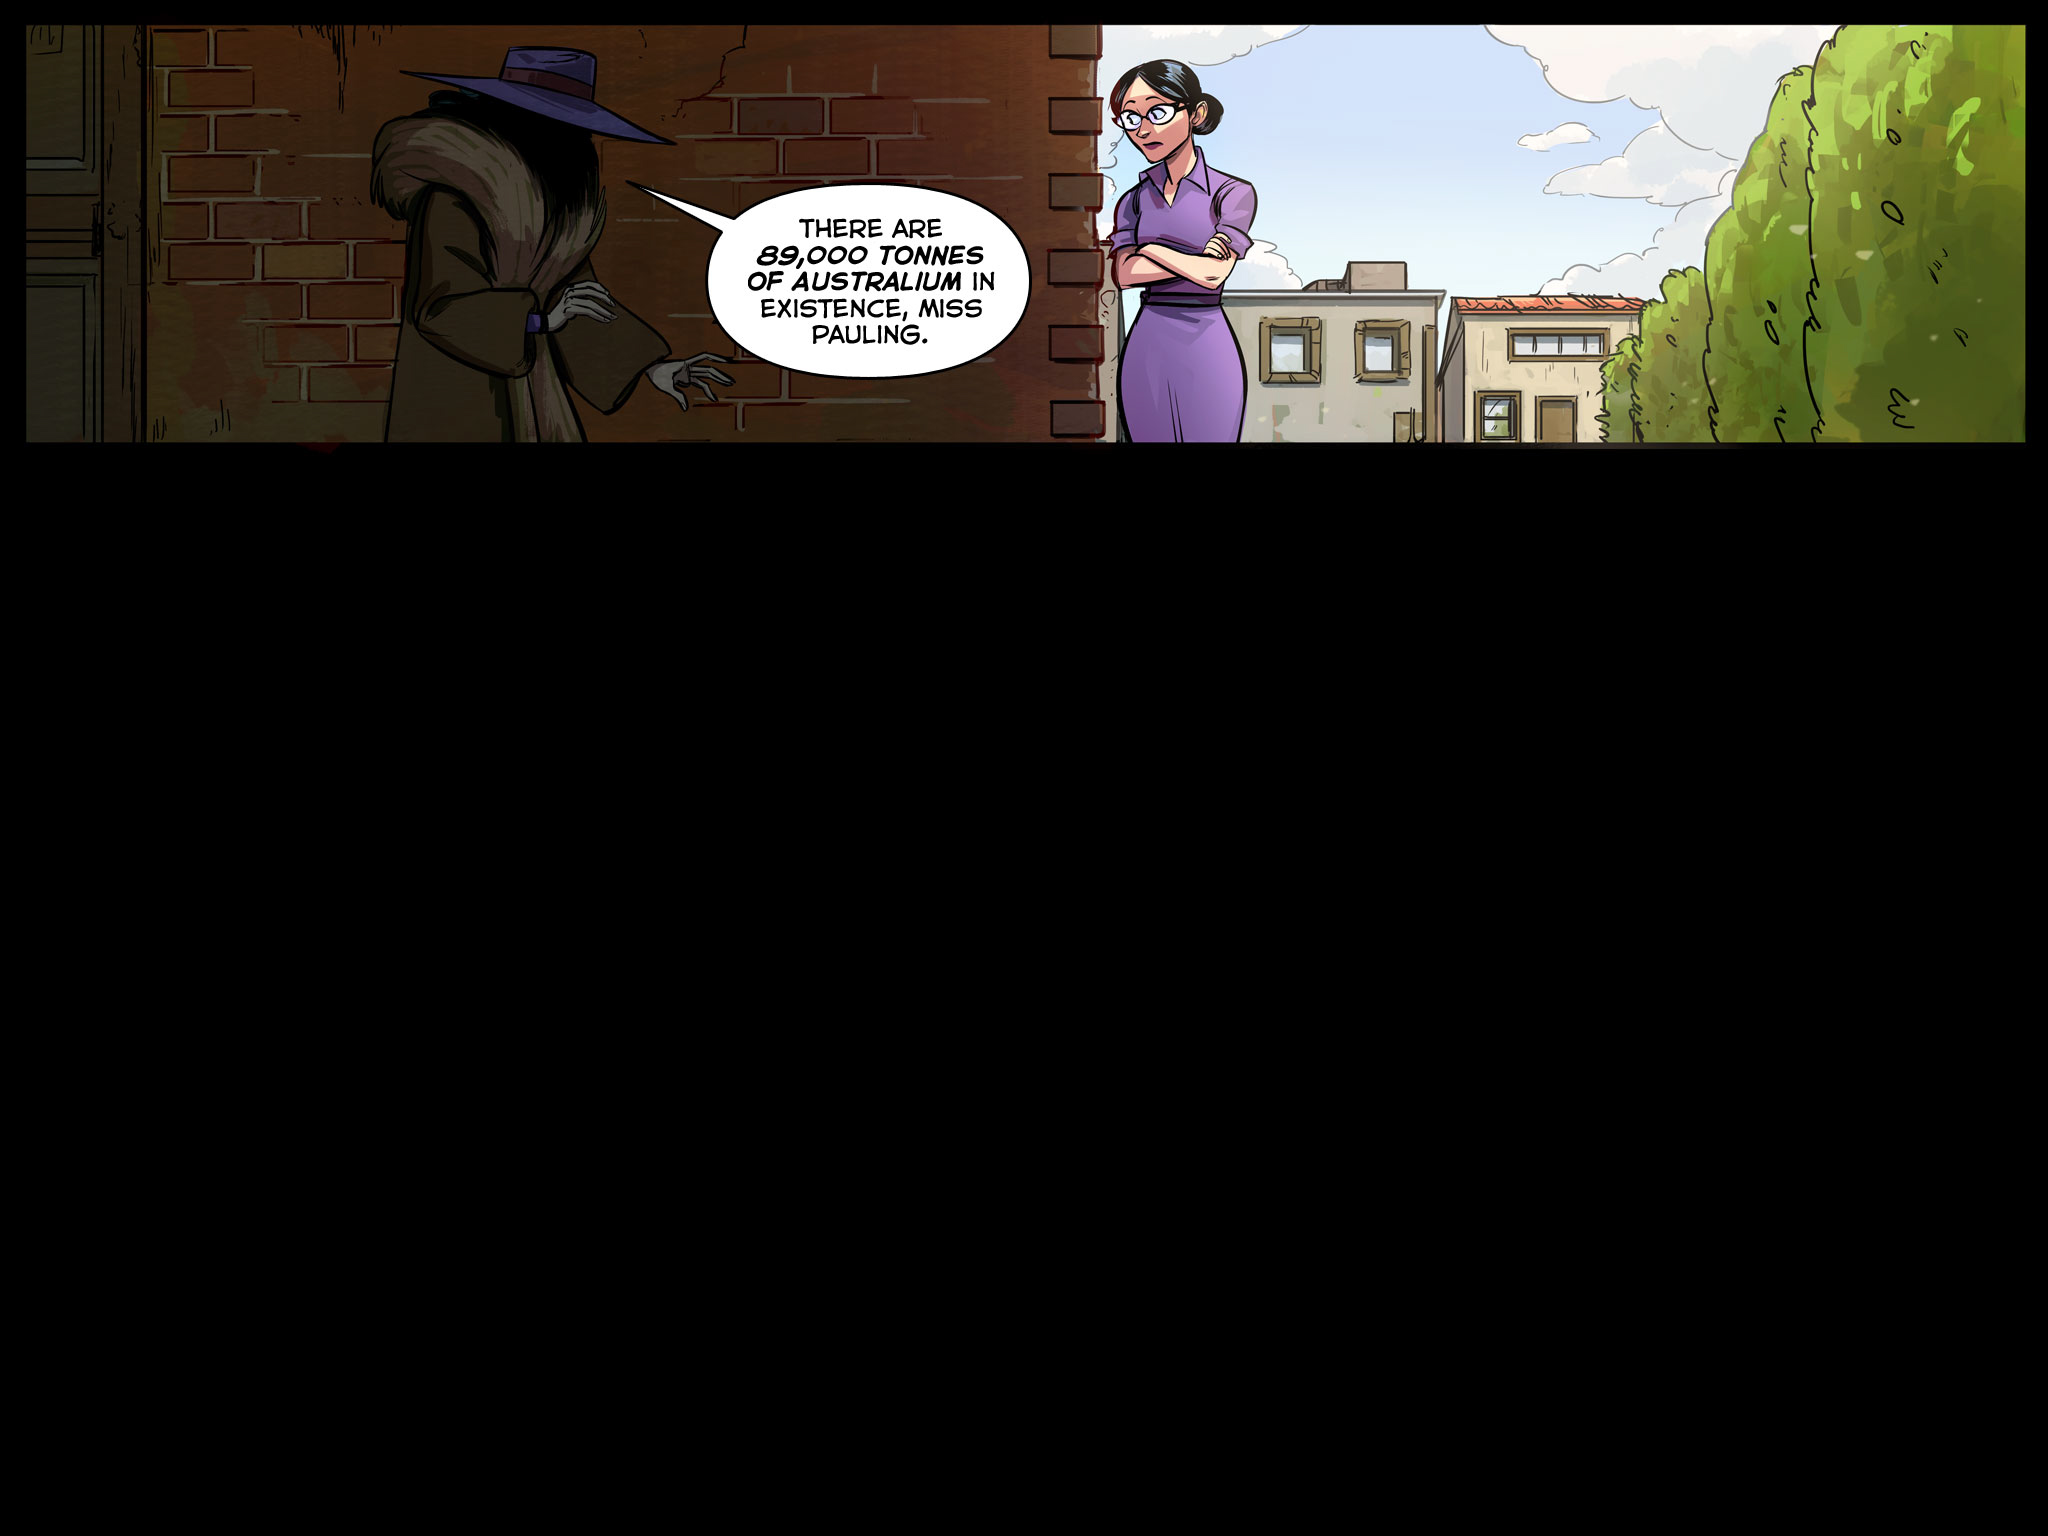 THERE ARE
89,000 TONNES
OF AUSTRALIUM IN
EXISTENCE, MISS
PAULING.